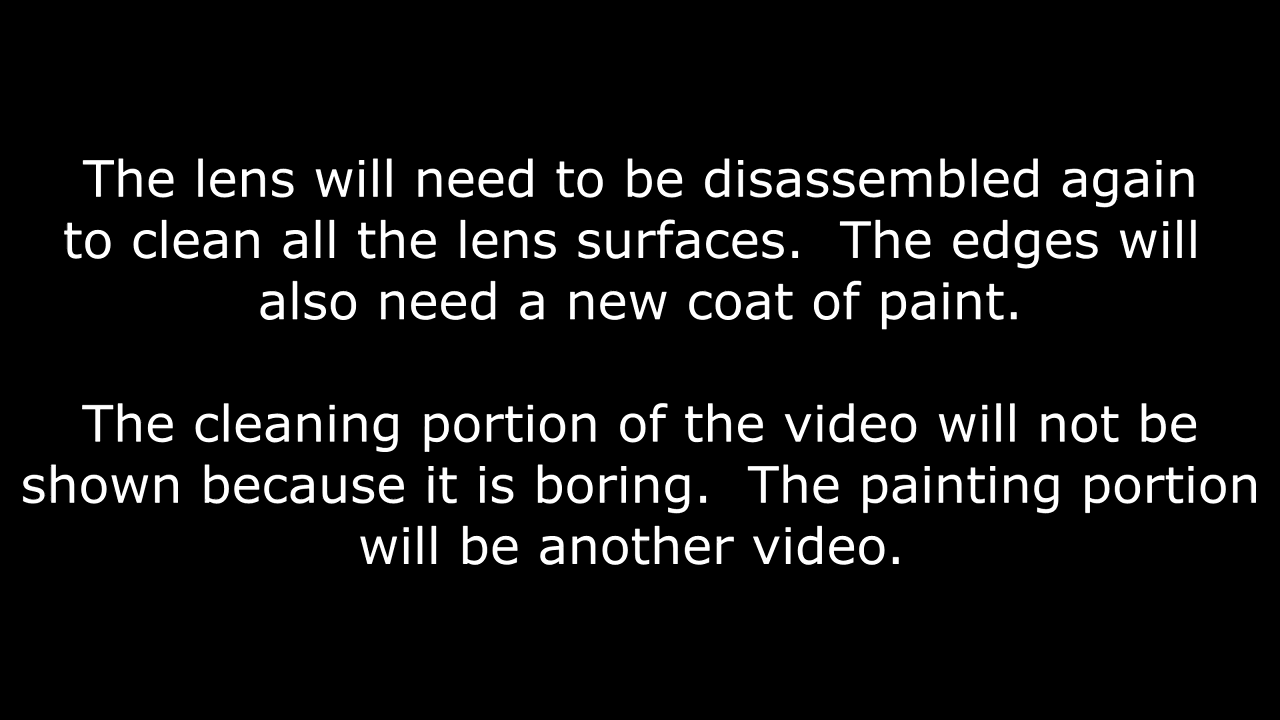 The lens will need to be disassembled again
to clean all the lens surfaces.  The edges will
also need a new coat of paint.
The cleaning portion of the video will not be
shown because it is boring.  The painting portion
will be another video.